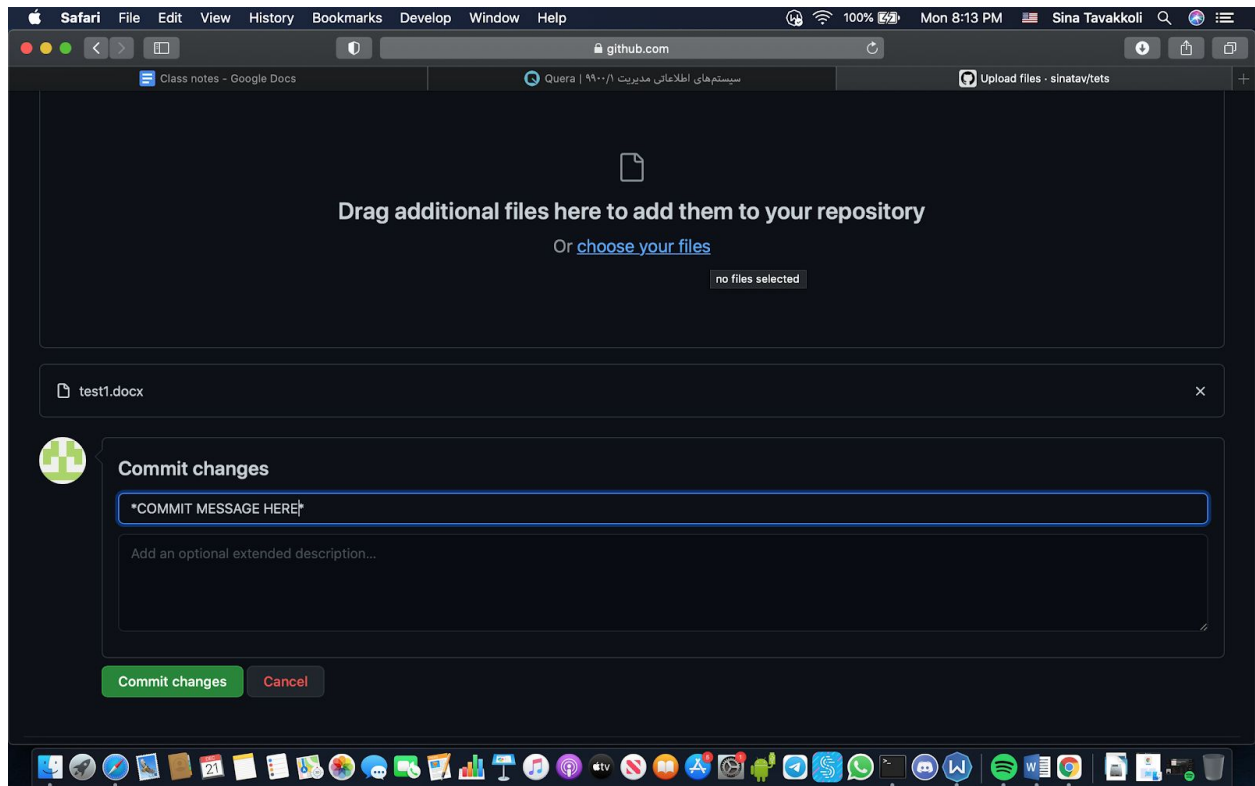 Safari File Edit View History Bookmarks Develop Window Help 100% Mon 8:13 PM Sina Tavakkoli
github.com
Class notes - Google Docs
Quera | ۹۹۰۰/۱ سیستم‌های اطلاعاتی مدیریت
Upload files · sinatav/tets
Drag additional files here to add them to your repository
Or choose your files
no files selected
test1.docx
Commit changes
*COMMIT MESSAGE HERE*
Add an optional extended description...
Commit changes Cancel
21
tv